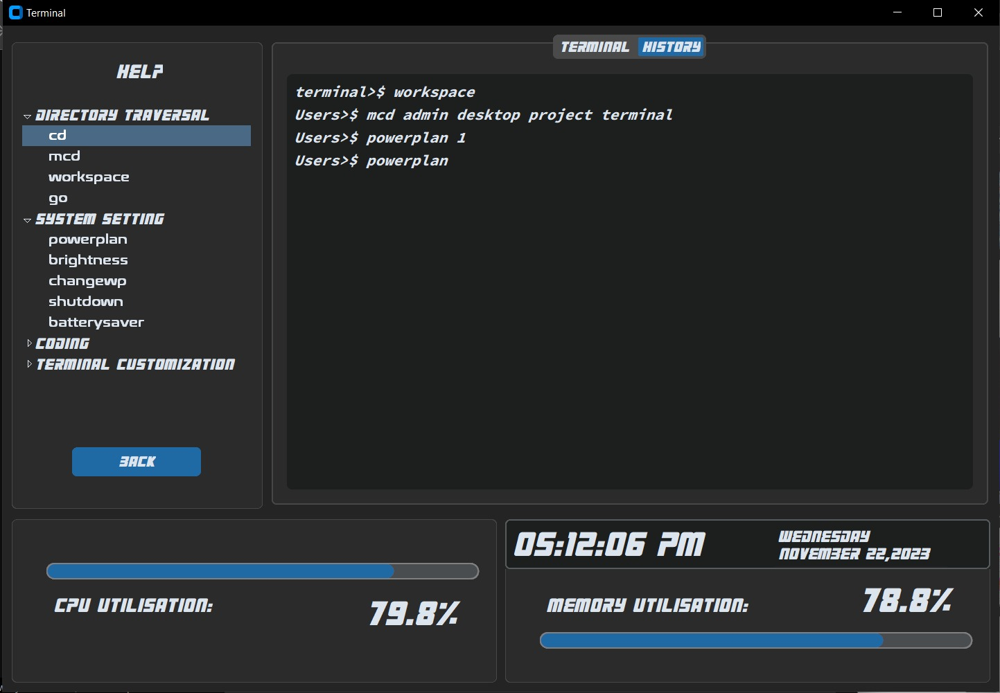 Terminal
HELP
DIRECTORY TRAVERSAL
cd
mcd
workspace
go
SYSTEM SETTING
powerplan
brightness
changewp
shutdown
batterysaver
CODING
TERMINAL CUSTOMIZATION
BACK
TERMINAL HISTORY
terminal>$ workspace
Users>$ mcd admin desktop project terminal
Users>$ powerplan 1
Users>$ powerplan
CPU UTILISATION:
79.8%
05:12:06 PM
WEDNESDAY
NOVEMBER 22,2023
MEMORY UTILISATION:
78.8%